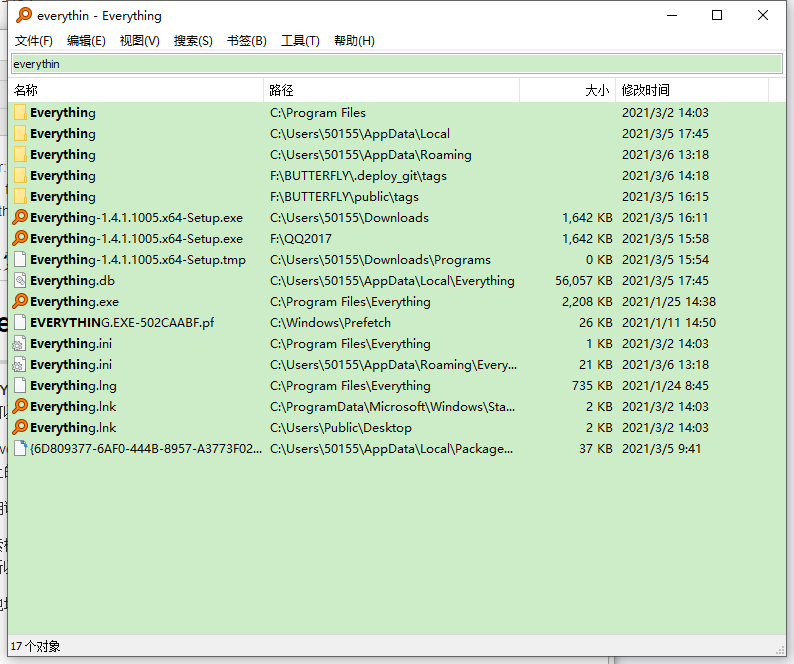 everythin - Everything
文件(F) 编辑(E) 视图(V) 搜索(S) 书签(B) 工具(T) 帮助(H)
everythin
名称 路径 大小 修改时间
Everything C:\Program Files 2021/3/2 14:03
Everything C:\Users\50155\AppData\Local 2021/3/5 17:45
Everything C:\Users\50155\AppData\Roaming 2021/3/6 13:18
Everything F:\BUTTERFLY\.deploy_git\tags 2021/3/6 14:18
Everything F:\BUTTERFLY\public\tags 2021/3/5 16:15
Everything-1.4.1.1005.x64-Setup.exe C:\Users\50155\Downloads 1,642 KB 2021/3/5 16:11
Everything-1.4.1.1005.x64-Setup.exe F:\QQ2017 1,642 KB 2021/3/5 15:58
Everything-1.4.1.1005.x64-Setup.tmp C:\Users\50155\Downloads\Programs 0 KB 2021/3/5 15:54
Everything.db C:\Users\50155\AppData\Local\Everything 56,057 KB 2021/3/5 17:45
Everything.exe C:\Program Files\Everything 2,208 KB 2021/1/25 14:38
EVERYTHING.EXE-502CAABF.pf C:\Windows\Prefetch 26 KB 2021/1/11 14:50
Everything.ini C:\Program Files\Everything 1 KB 2021/3/2 14:03
Everything.ini C:\Users\50155\AppData\Roaming\Every... 21 KB 2021/3/6 13:18
Everything.lng C:\Program Files\Everything 735 KB 2021/1/24 8:45
Everything.lnk C:\ProgramData\Microsoft\Windows\Sta... 2 KB 2021/3/2 14:03
Everything.lnk C:\Users\Public\Desktop 2 KB 2021/3/2 14:03
{6D809377-6AF0-444B-8957-A3773F02... C:\Users\50155\AppData\Local\Package... 37 KB 2021/3/5 9:41
17 个对象